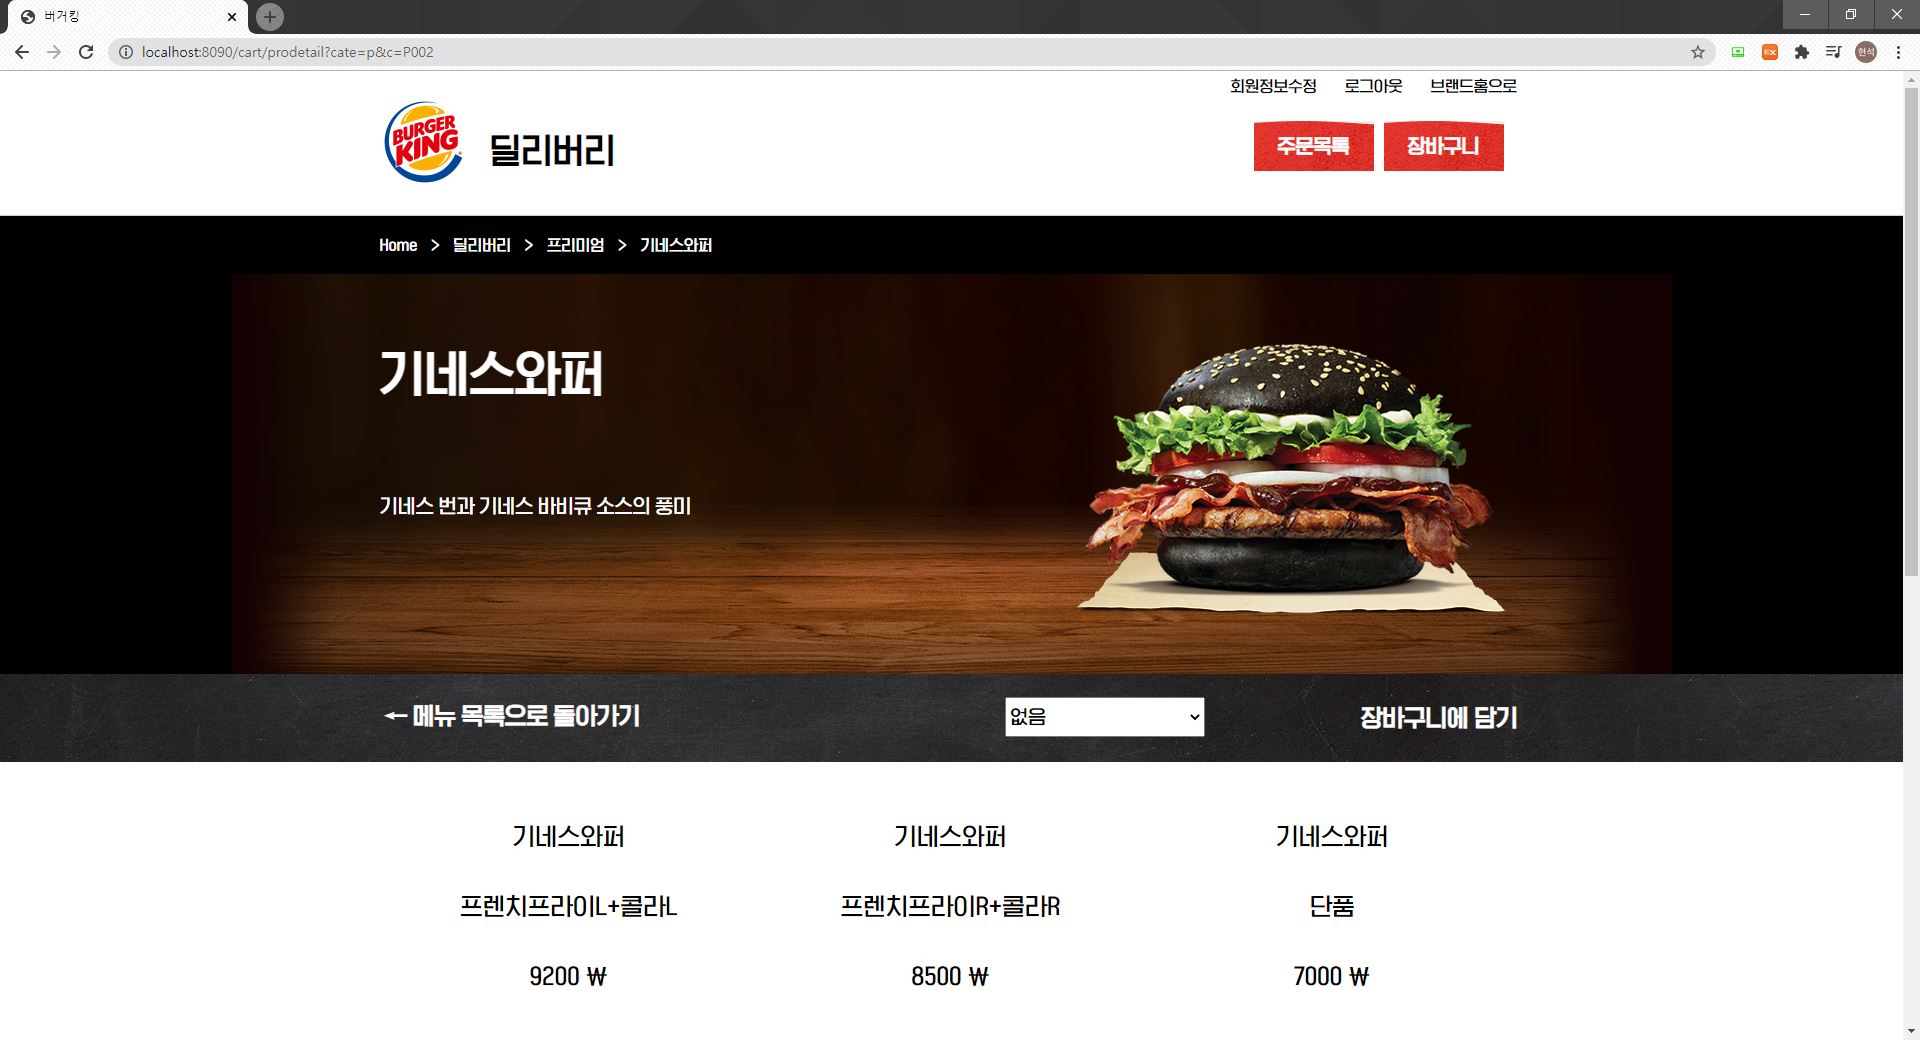 버거킹
localhost:8090/cart/prodetail?cate=p&c=P002
EX
현석
회원정보수정 로그아웃 브랜드홈으로
BURGER
KING
딜리버리
주문목록 장바구니
Home > 딜리버리 > 프리미엄 > 기네스와퍼
기네스와퍼
기네스 번과 기네스 바비큐 소스의 풍미
← 메뉴 목록으로 돌아가기 없음 장바구니에 담기
기네스와퍼 기네스와퍼 기네스와퍼
프렌치프라이L+콜라L 프렌치프라이R+콜라R 단품
9200 ₩ 8500 ₩ 7000 ₩